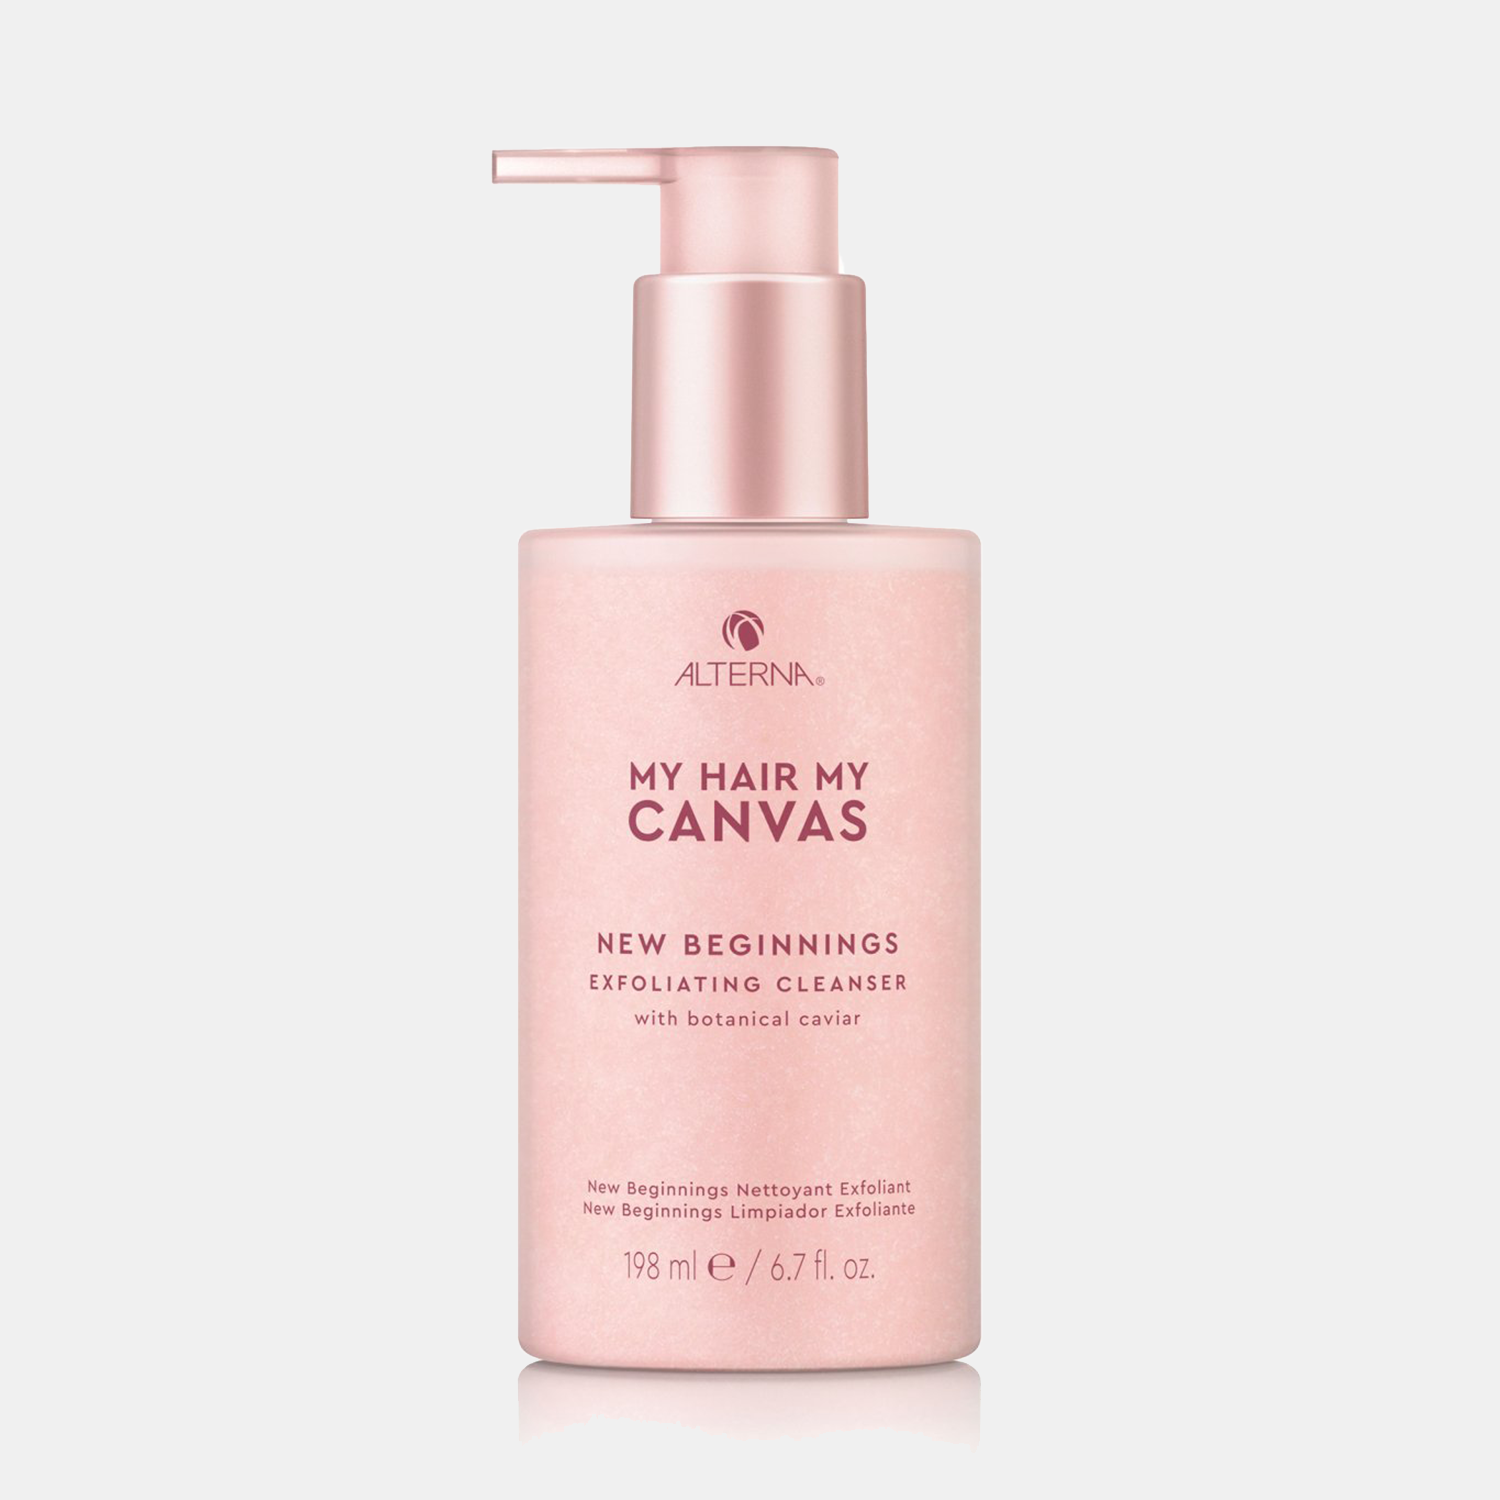 ALTERNA®
MY HAIR MY
CANVAS
NEW BEGINNINGS
EXFOLIATING CLEANSER
with botanical caviar
New Beginnings Nettoyant Exfoliant
New Beginnings Limpiador Exfoliante
198 ml ℮ / 6.7 fl. oz.